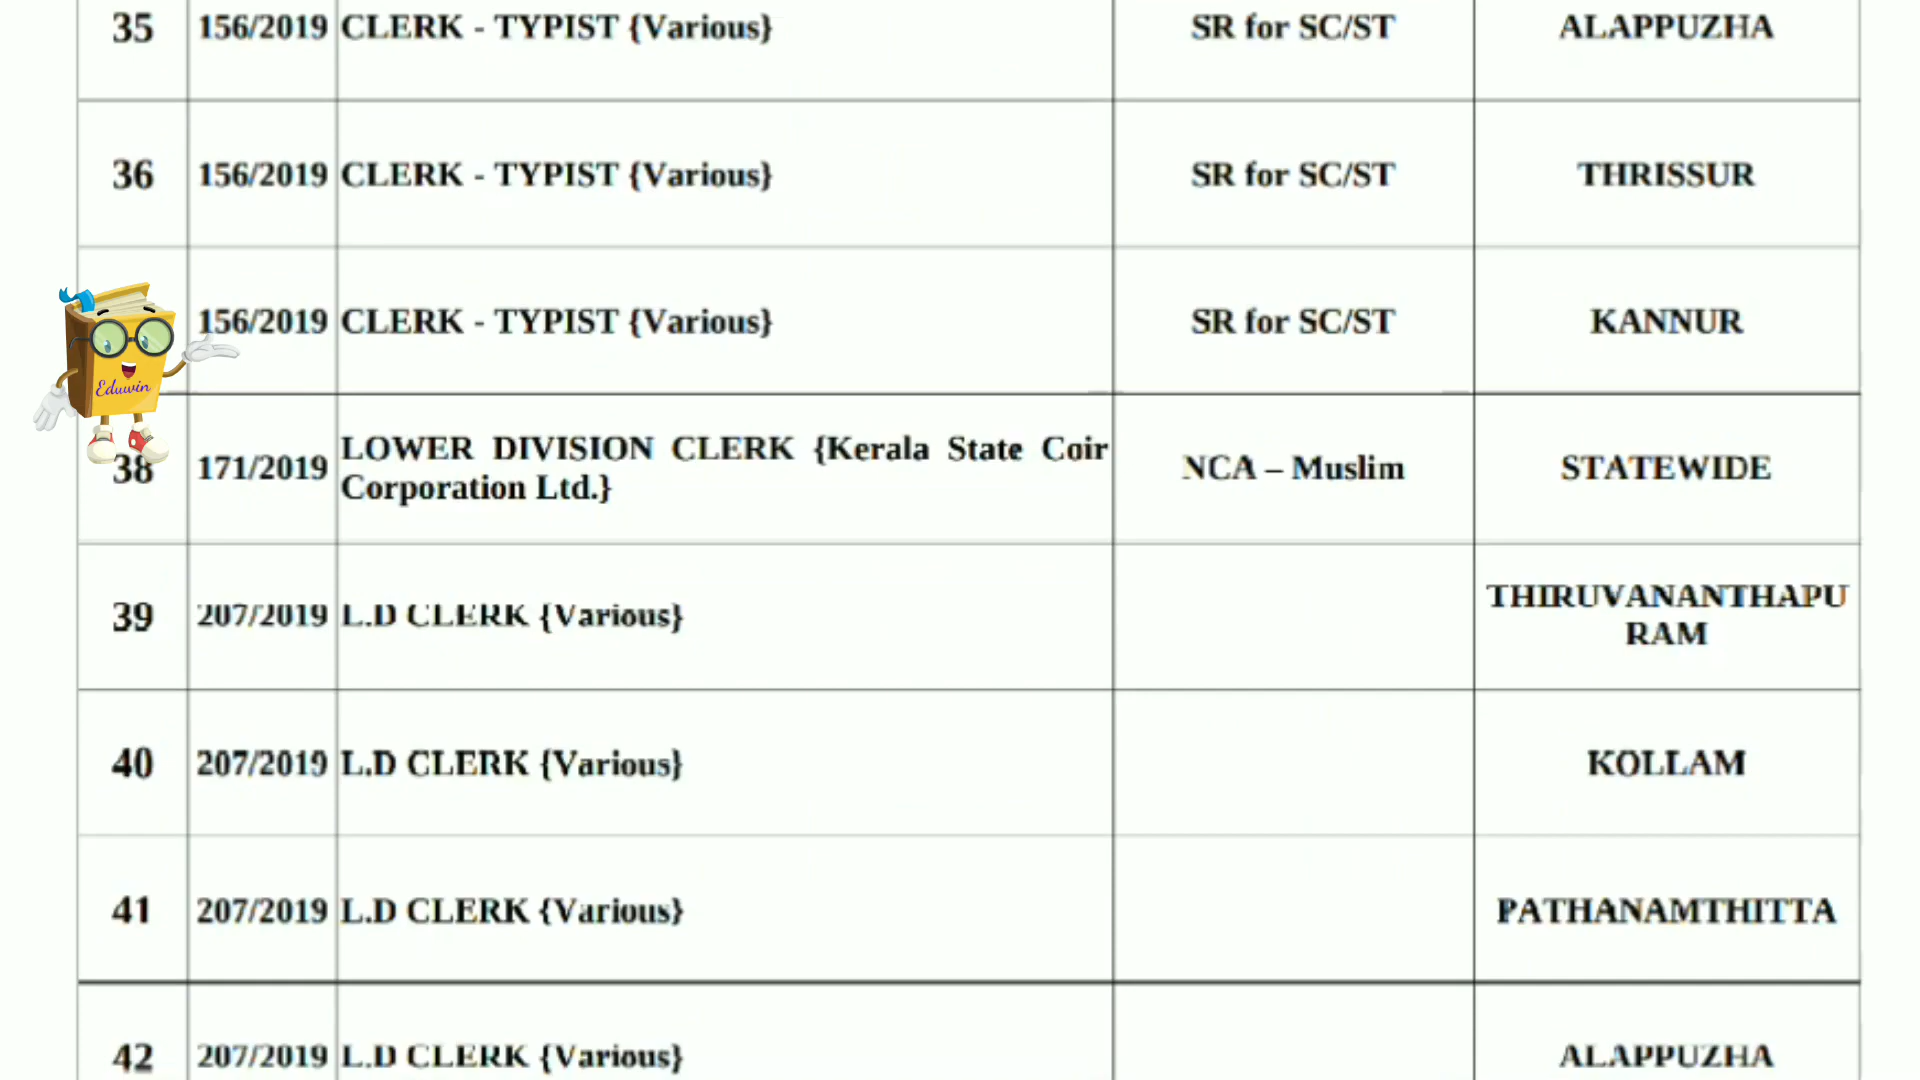 35 156/2019 CLERK - TYPIST {Various} SR for SC/ST ALAPPUZHA
36 156/2019 CLERK - TYPIST {Various} SR for SC/ST THRISSUR
156/2019 CLERK - TYPIST {Various} SR for SC/ST KANNUR
Eduwin
38 171/2019 LOWER DIVISION CLERK {Kerala State Coir
Corporation Ltd.} NCA – Muslim STATEWIDE
39 207/2019 L.D CLERK {Various} THIRUVANANTHAPU
RAM
40 207/2019 L.D CLERK {Various} KOLLAM
41 207/2019 L.D CLERK {Various} PATHANAMTHITTA
42 207/2019 L.D CLERK {Various} ALAPPUZHA